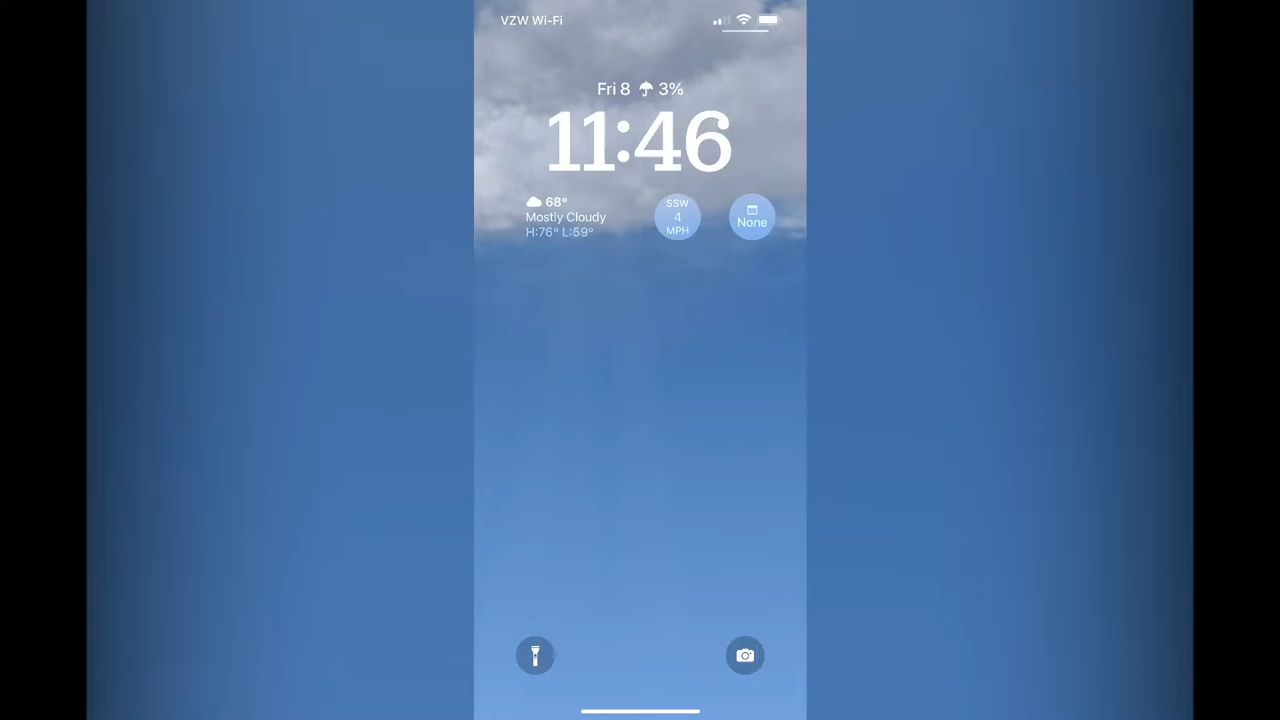 VZW Wi-Fi
Fri 8 3%
11:46
68°
Mostly Cloudy
H:76° L:59°
SSW
4
MPH
None